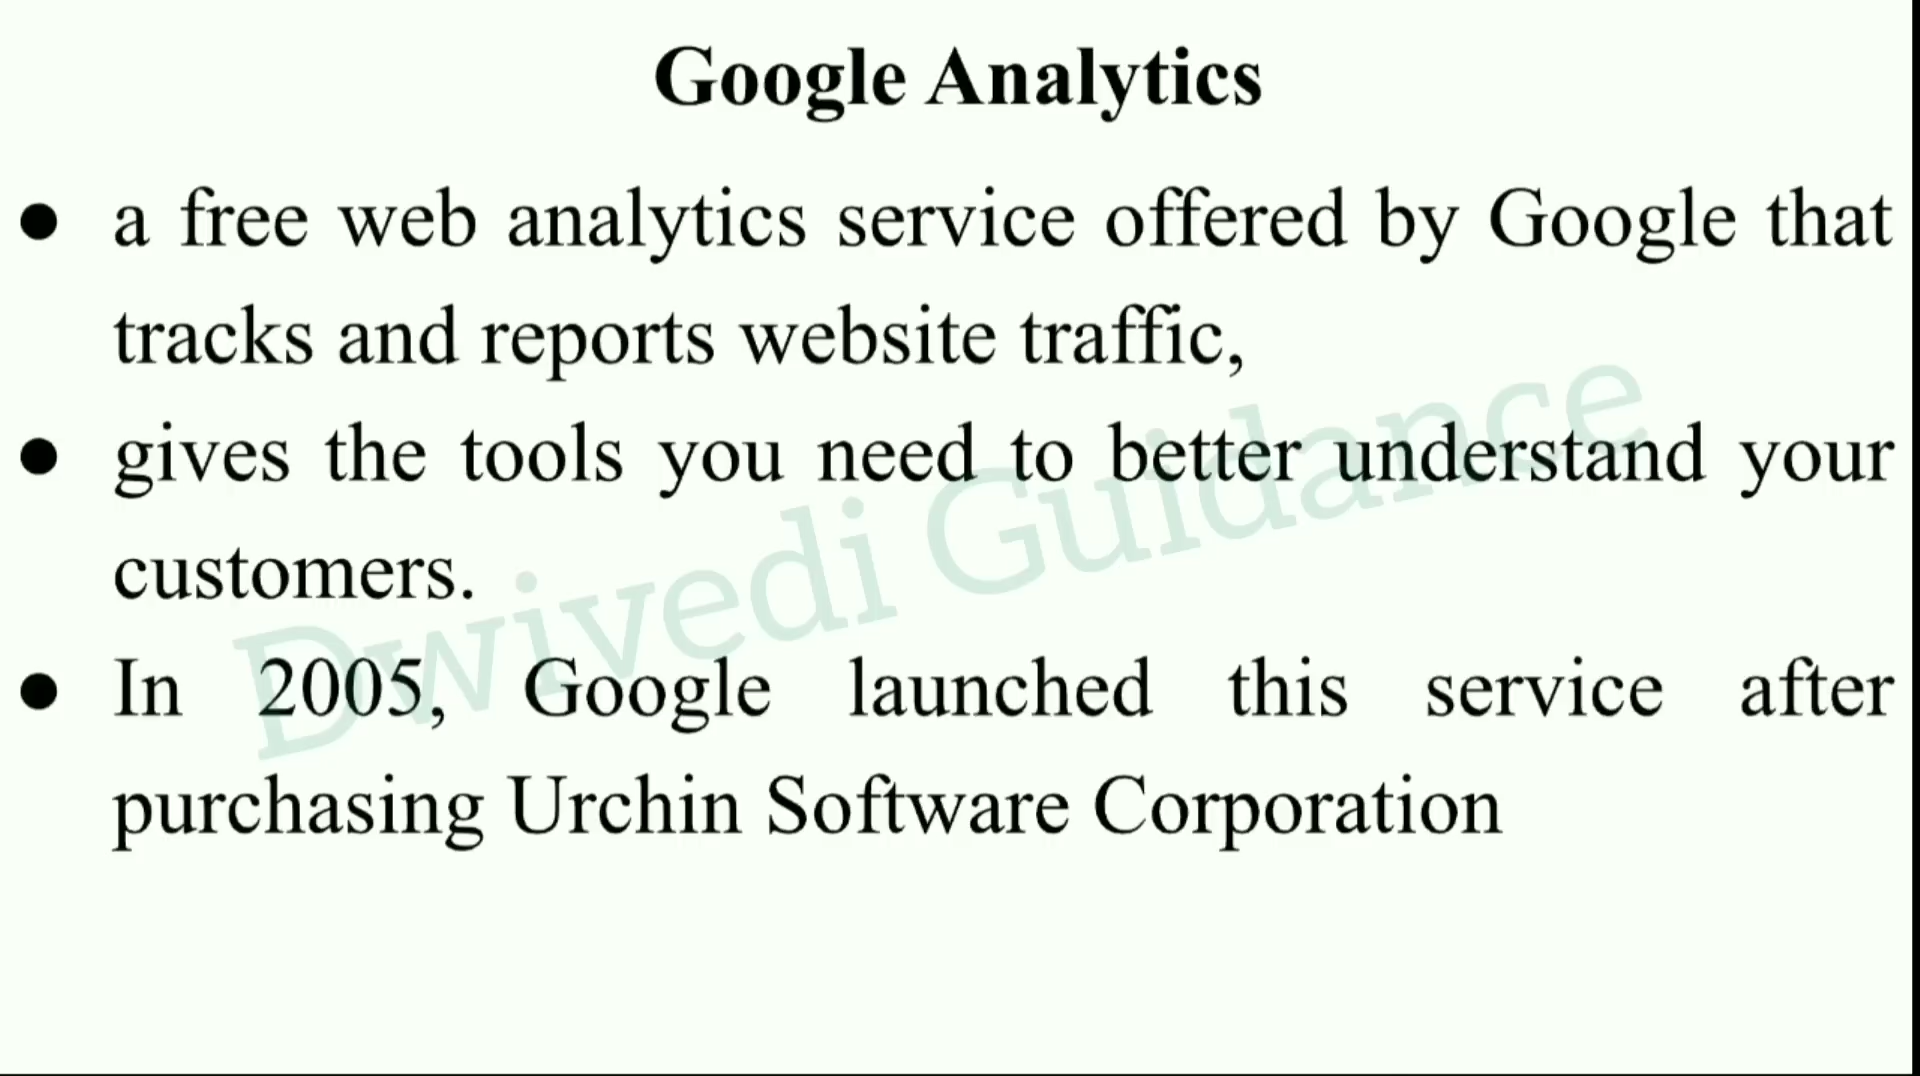 Google Analytics
● a free web analytics service offered by Google that
tracks and reports website traffic,
● gives the tools you need to better understand your
customers.
● In 2005, Google launched this service after
purchasing Urchin Software Corporation
Dwivedi Guidance